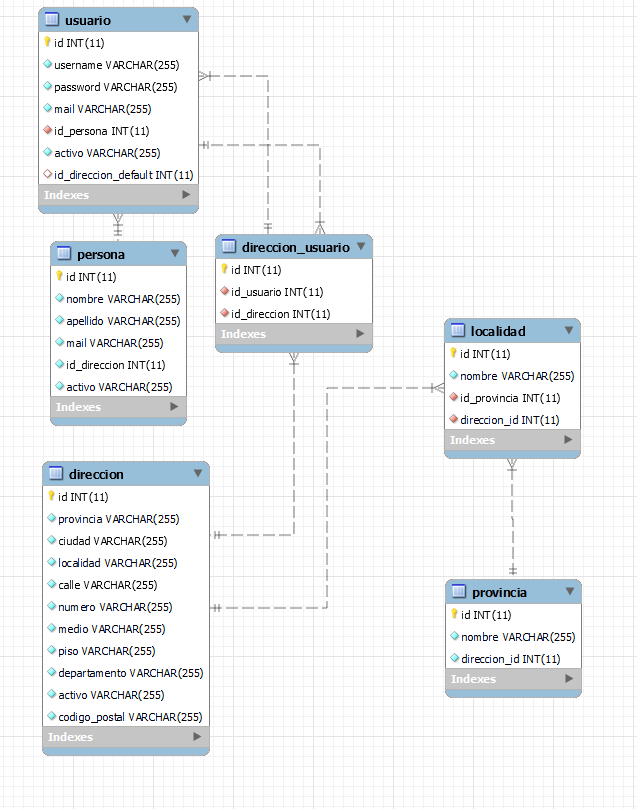 usuario
id INT(11)
username VARCHAR(255)
password VARCHAR(255)
mail VARCHAR(255)
id_persona INT(11)
activo VARCHAR(255)
id_direccion_default INT(11)
Indexes
persona
id INT(11)
nombre VARCHAR(255)
apellido VARCHAR(255)
mail VARCHAR(255)
id_direccion INT(11)
activo VARCHAR(255)
Indexes
direccion_usuario
id INT(11)
id_usuario INT(11)
id_direccion INT(11)
Indexes
localidad
id INT(11)
nombre VARCHAR(255)
id_provincia INT(11)
direccion_id INT(11)
Indexes
direccion
id INT(11)
provincia VARCHAR(255)
ciudad VARCHAR(255)
localidad VARCHAR(255)
calle VARCHAR(255)
numero VARCHAR(255)
medio VARCHAR(255)
piso VARCHAR(255)
departamento VARCHAR(255)
activo VARCHAR(255)
codigo_postal VARCHAR(255)
Indexes
provincia
id INT(11)
nombre VARCHAR(255)
direccion_id INT(11)
Indexes